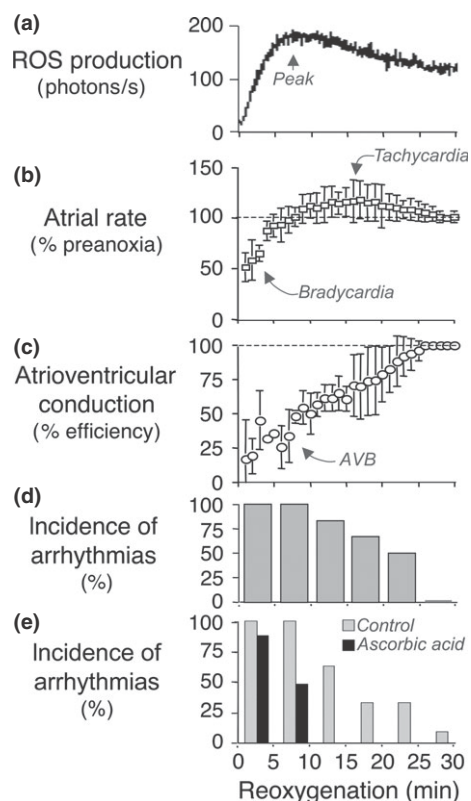 (a)
ROS production
(photons/s)
200
100
0
Peak
(b)
Atrial rate
(% preanoxia)
150
100
50
0
Tachycardia
Bradycardia
(c)
Atrioventricular
conduction
(% efficiency)
100
75
50
25
0
AVB
(d)
Incidence of
arrhythmias
(%)
100
75
50
25
0
(e)
Incidence of
arrhythmias
(%)
100
75
50
25
0
Control
Ascorbic acid
0 5 10 15 20 25 30
Reoxygenation (min)